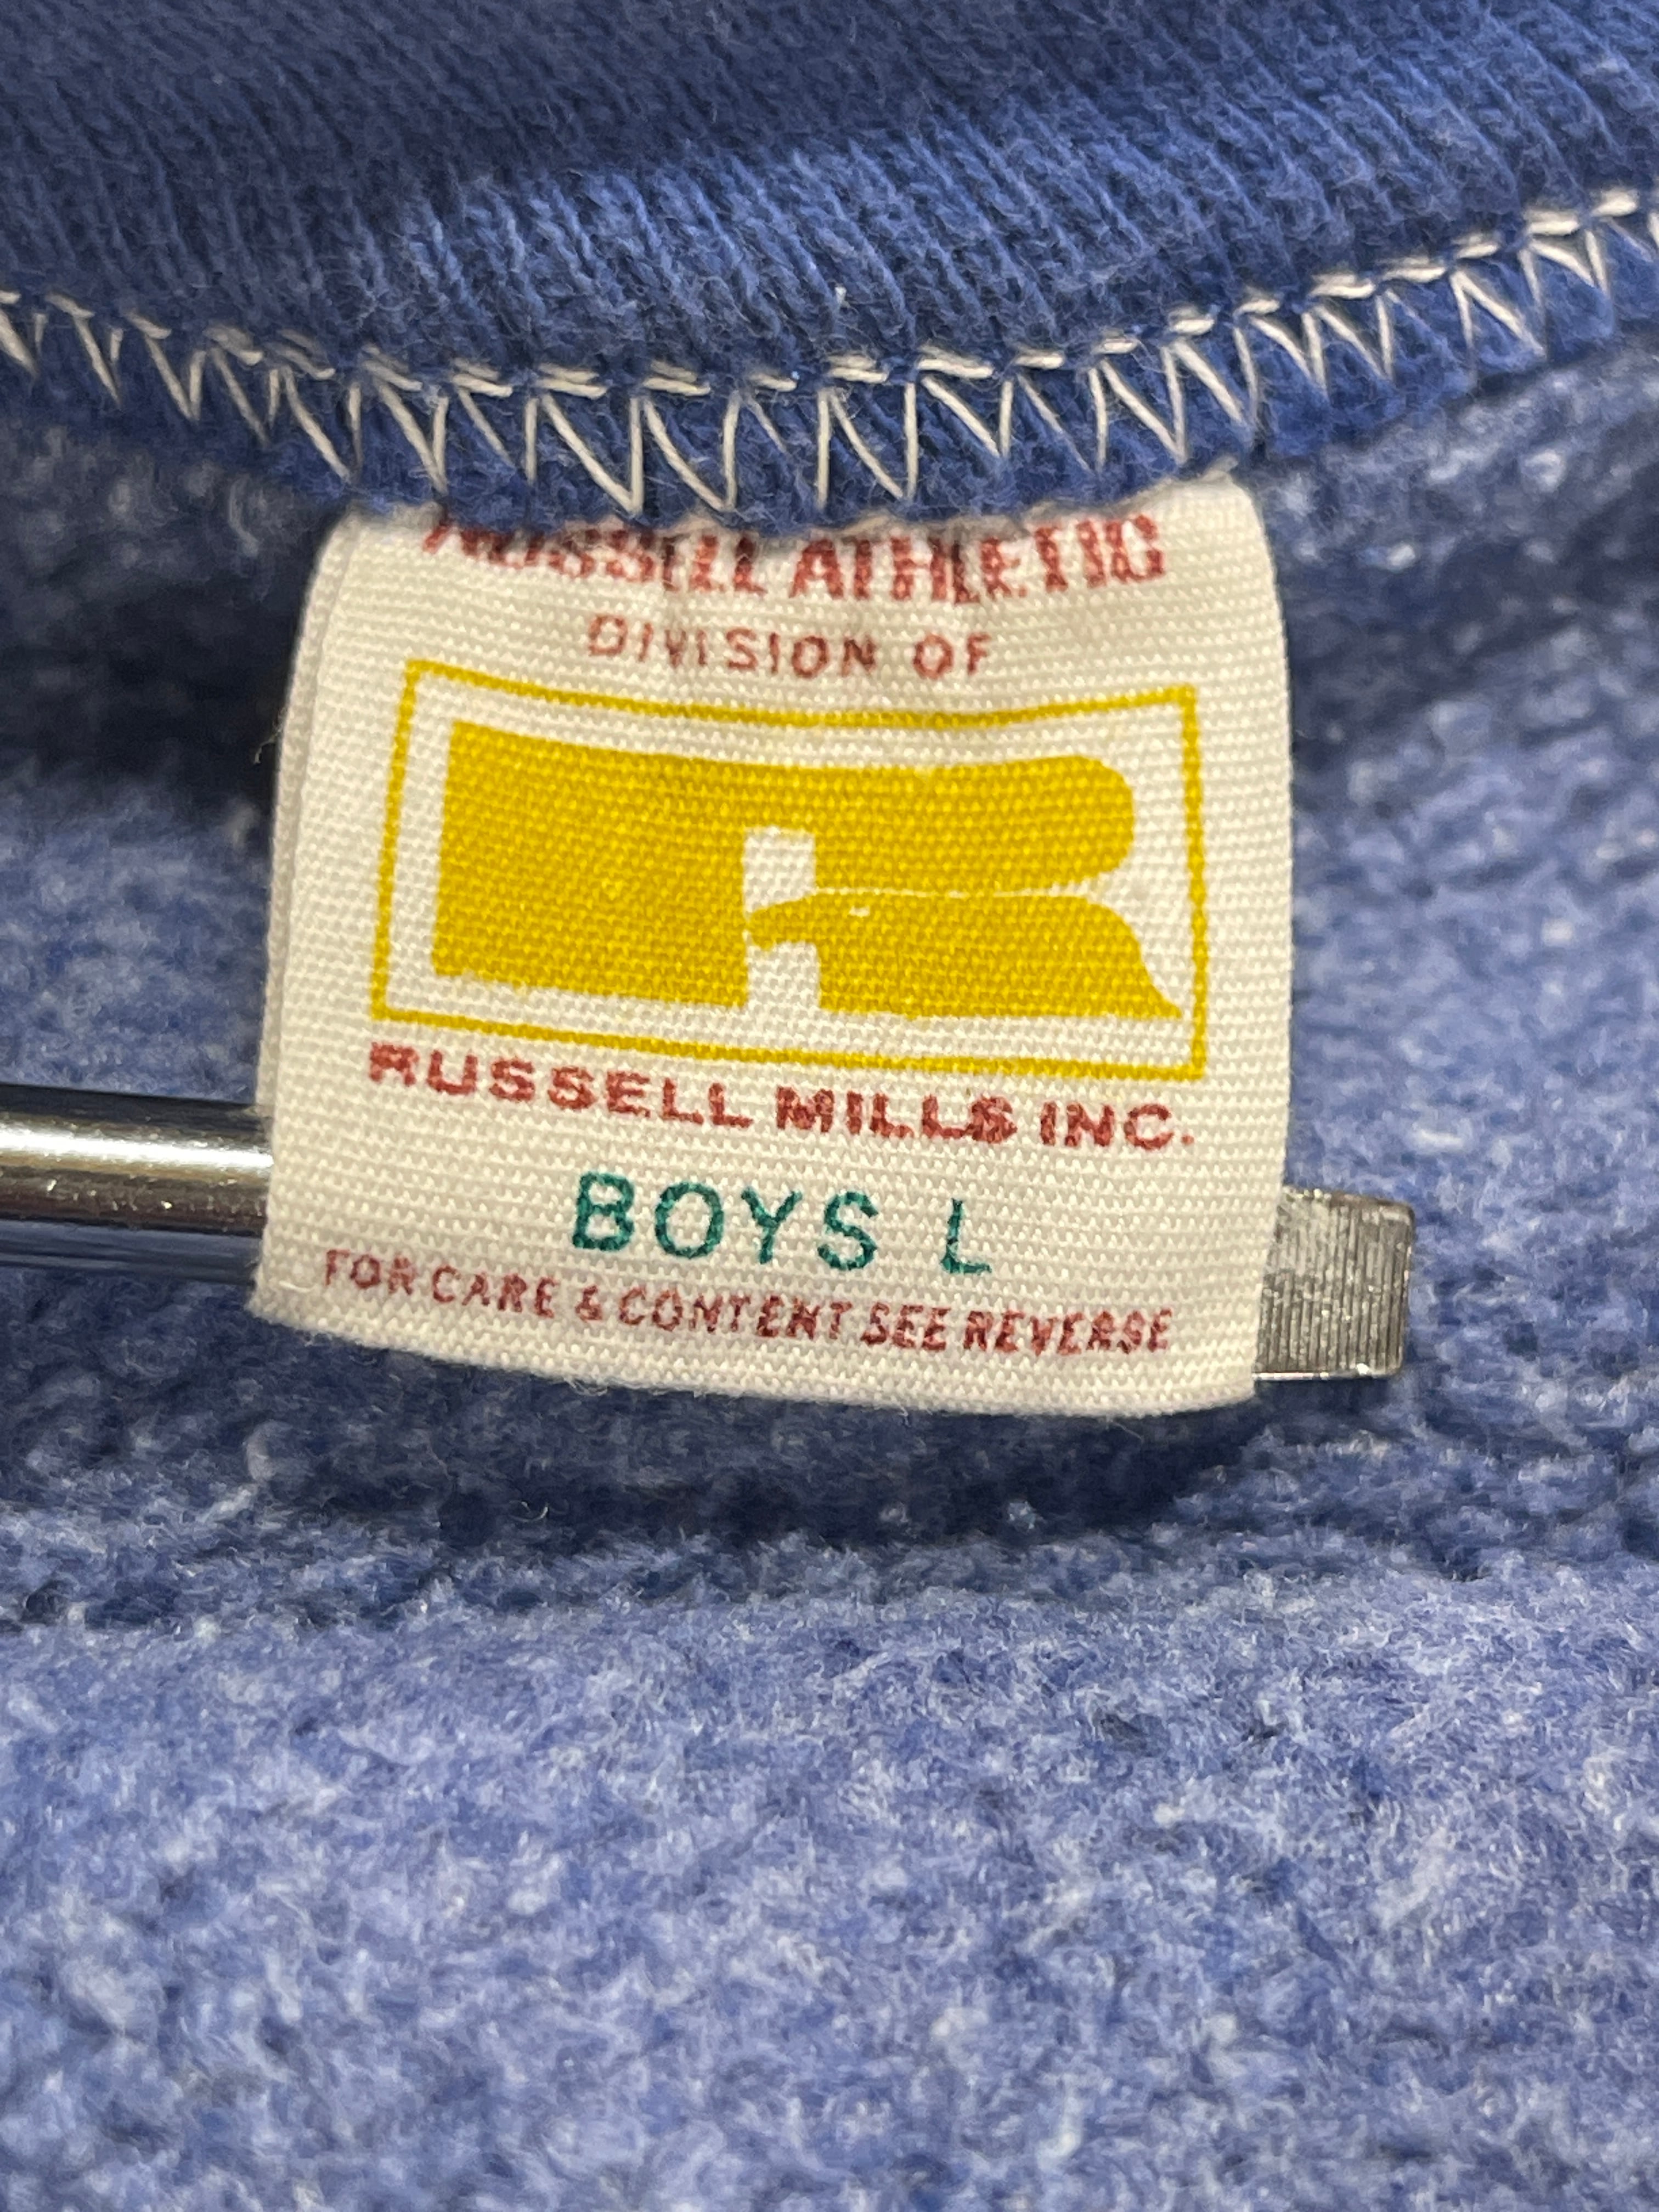 RUSSELL ATHLETIC
DIVISION OF
R
RUSSELL MILLS INC.
BOYS L
FOR CARE & CONTENT SEE REVERSE